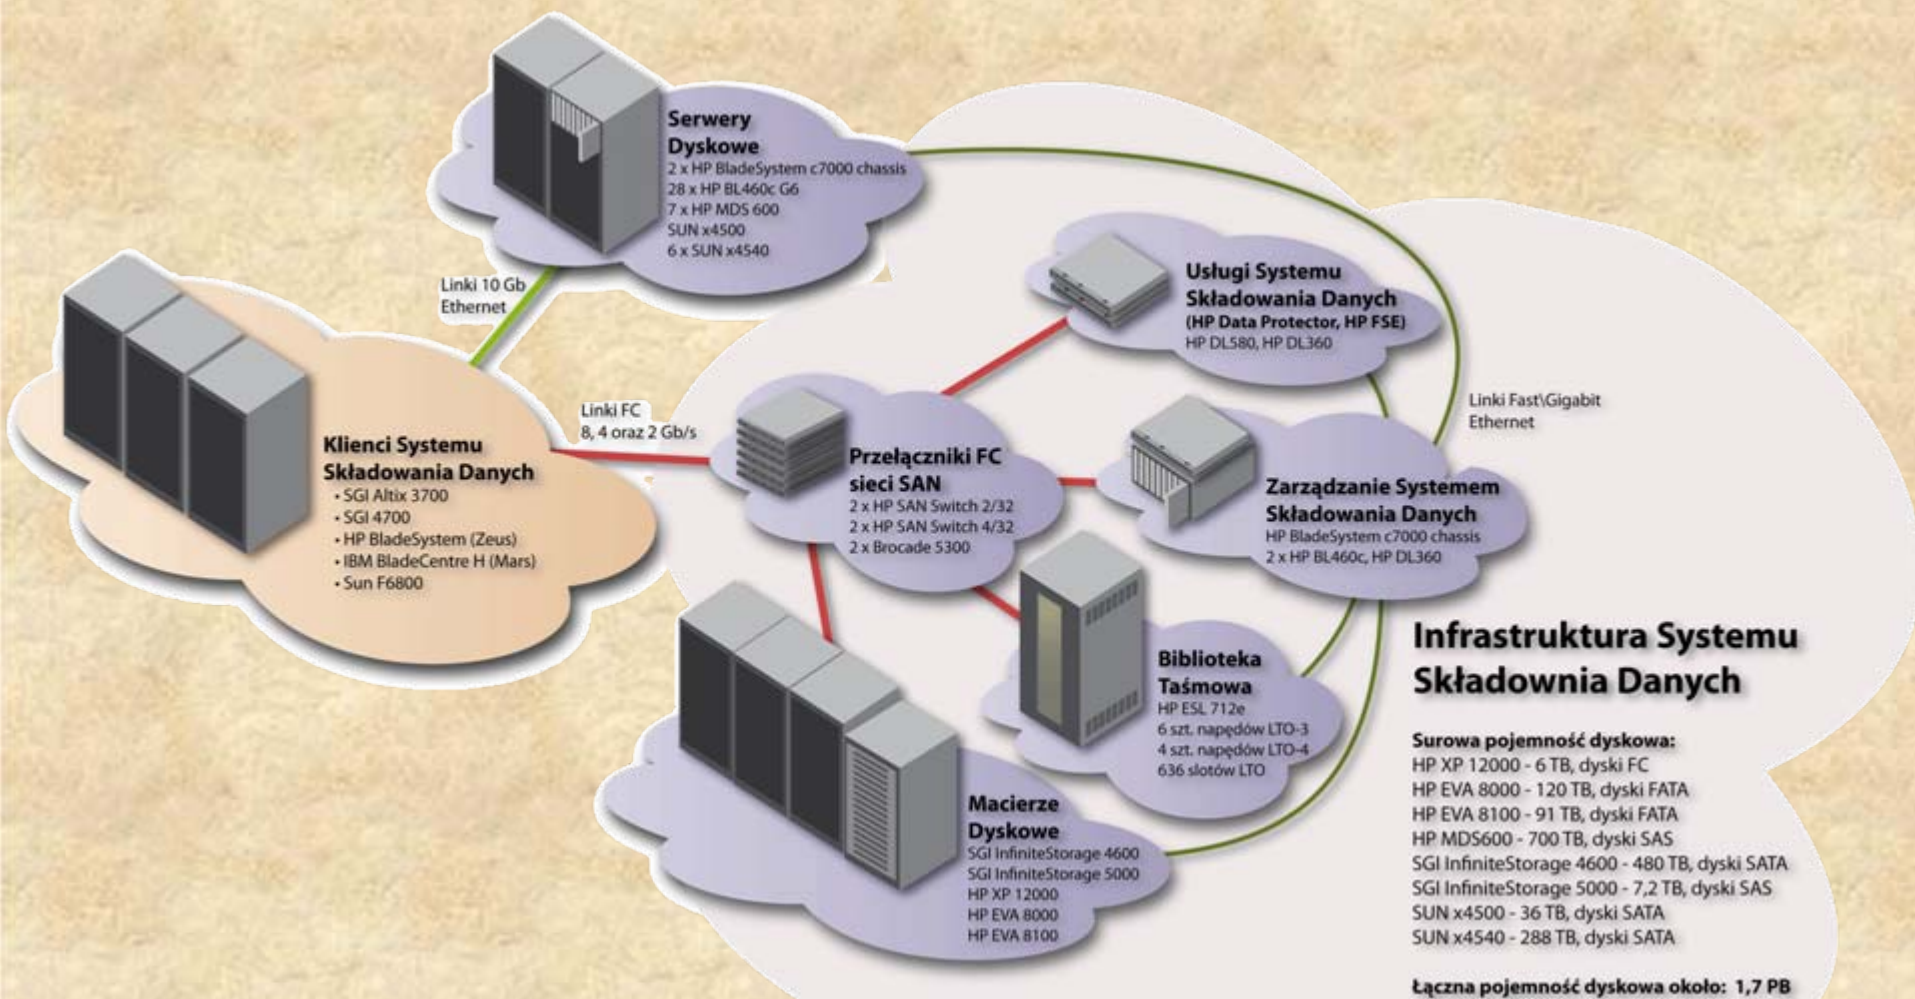 Serwery
Dyskowe
2 x HP BladeSystem c7000 chassis
28 x HP BL460c G6
7 x HP MDS 600
SUN x4500
6 x SUN x4540
Linki 10 Gb
Ethernet
Usługi Systemu
Składowania Danych
(HP Data Protector, HP FSE)
HP DL580, HP DL360
Linki Fast\Gigabit
Ethernet
Linki FC
8, 4 oraz 2 Gb/s
Klienci Systemu
Składowania Danych
• SGI Altix 3700
• SGI 4700
• HP BladeSystem (Zeus)
• IBM BladeCentre H (Mars)
• Sun F6800
Przełączniki FC
sieci SAN
2 x HP SAN Switch 2/32
2 x HP SAN Switch 4/32
2 x Brocade 5300
Zarządzanie Systemem
Składowania Danych
HP BladeSystem c7000 chassis
2 x HP BL460c, HP DL360
Biblioteka
Taśmowa
HP ESL 712e
6 szt. napędów LTO-3
4 szt. napędów LTO-4
636 slotów LTO
Macierze
Dyskowe
SGI InfiniteStorage 4600
SGI InfiniteStorage 5000
HP XP 12000
HP EVA 8000
HP EVA 8100
Infrastruktura Systemu
Składownia Danych
Surowa pojemność dyskowa:
HP XP 12000 - 6 TB, dyski FC
HP EVA 8000 - 120 TB, dyski FATA
HP EVA 8100 - 91 TB, dyski FATA
HP MDS600 - 700 TB, dyski SAS
SGI InfiniteStorage 4600 - 480 TB, dyski SATA
SGI InfiniteStorage 5000 - 7,2 TB, dyski SAS
SUN x4500 - 36 TB, dyski SATA
SUN x4540 - 288 TB, dyski SATA
Łączna pojemność dyskowa około: 1,7 PB